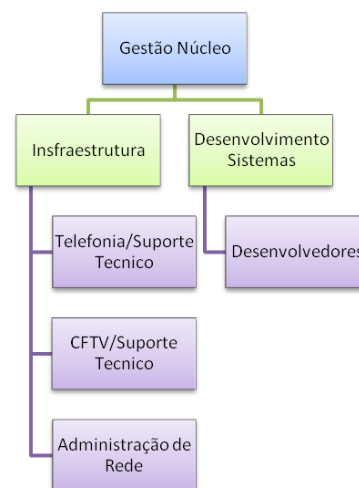 Gestão Núcleo
Insfraestrutura
Desenvolvimento
Sistemas
Telefonia/Suporte
Tecnico
Desenvolvedores
CFTV/Suporte
Tecnico
Administração de
Rede